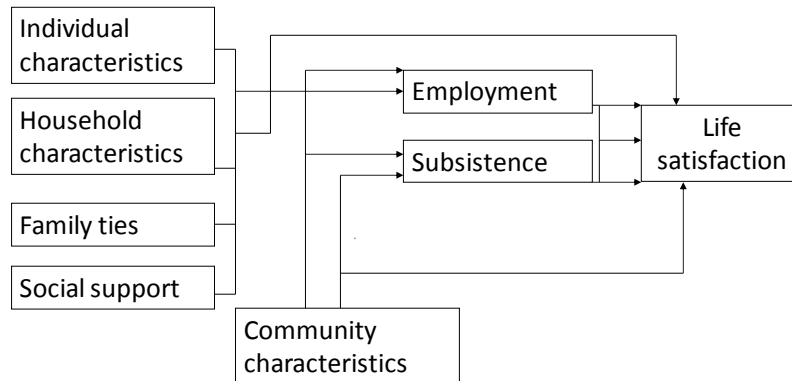 Individual
characteristics
Household
characteristics
Family ties
Social support
Community
characteristics
Employment
Subsistence
Life
satisfaction